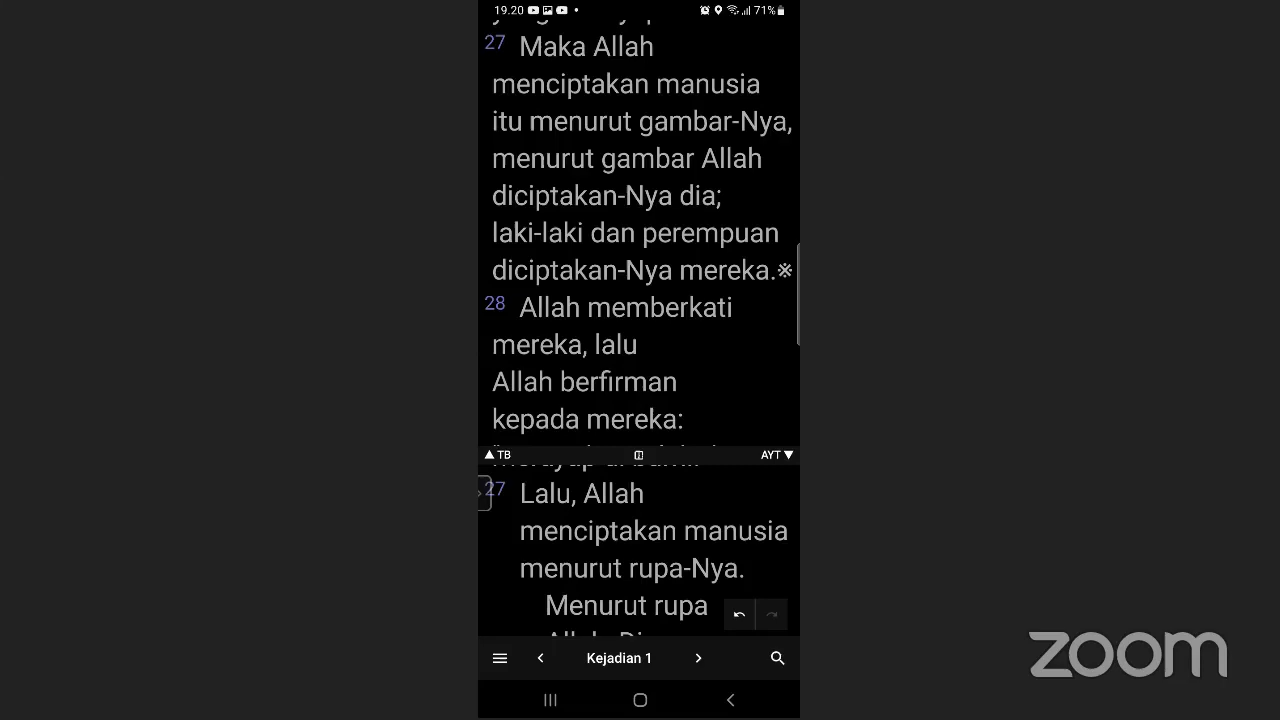 19.20
71%
27 Maka Allah
menciptakan manusia
itu menurut gambar-Nya,
menurut gambar Allah
diciptakan-Nya dia;
laki-laki dan perempuan
diciptakan-Nya mereka.※
28 Allah memberkati
mereka, lalu
Allah berfirman
kepada mereka:
▲TB
AYT▼
27 Lalu, Allah
menciptakan manusia
menurut rupa-Nya.
Menurut rupa
Kejadian 1
zoom